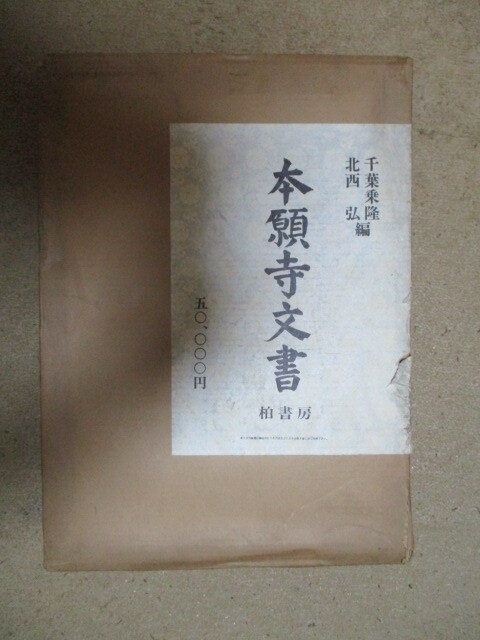 千葉乗隆
北西　弘編
本願寺文書
柏書房
五〇、〇〇〇円